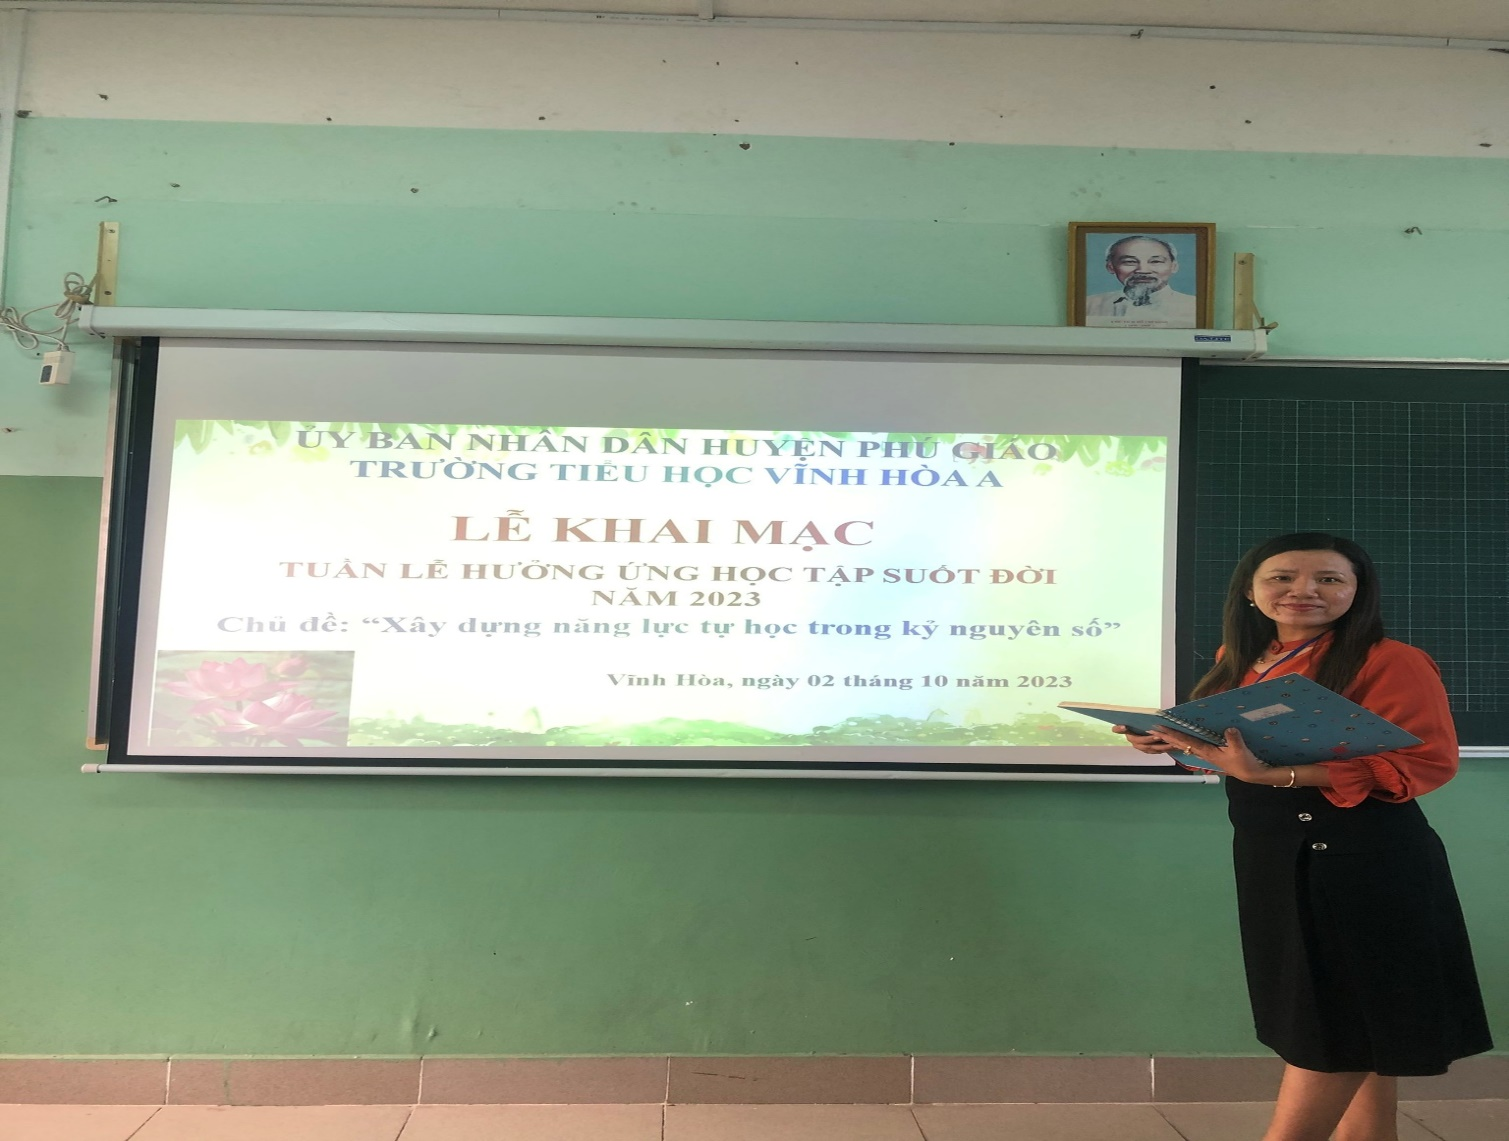 ỦY BAN NHÂN DÂN HUYỆN PHÚ GIÁO
TRƯỜNG TIỂU HỌC VĨNH HÒA A
LỄ KHAI MẠC
TUẦN LỄ HƯỞNG ỨNG HỌC TẬP SUỐT ĐỜI
NĂM 2023
Chủ đề: “Xây dựng năng lực tự học trong kỷ nguyên số”
Vĩnh Hòa, ngày 02 tháng 10 năm 2023